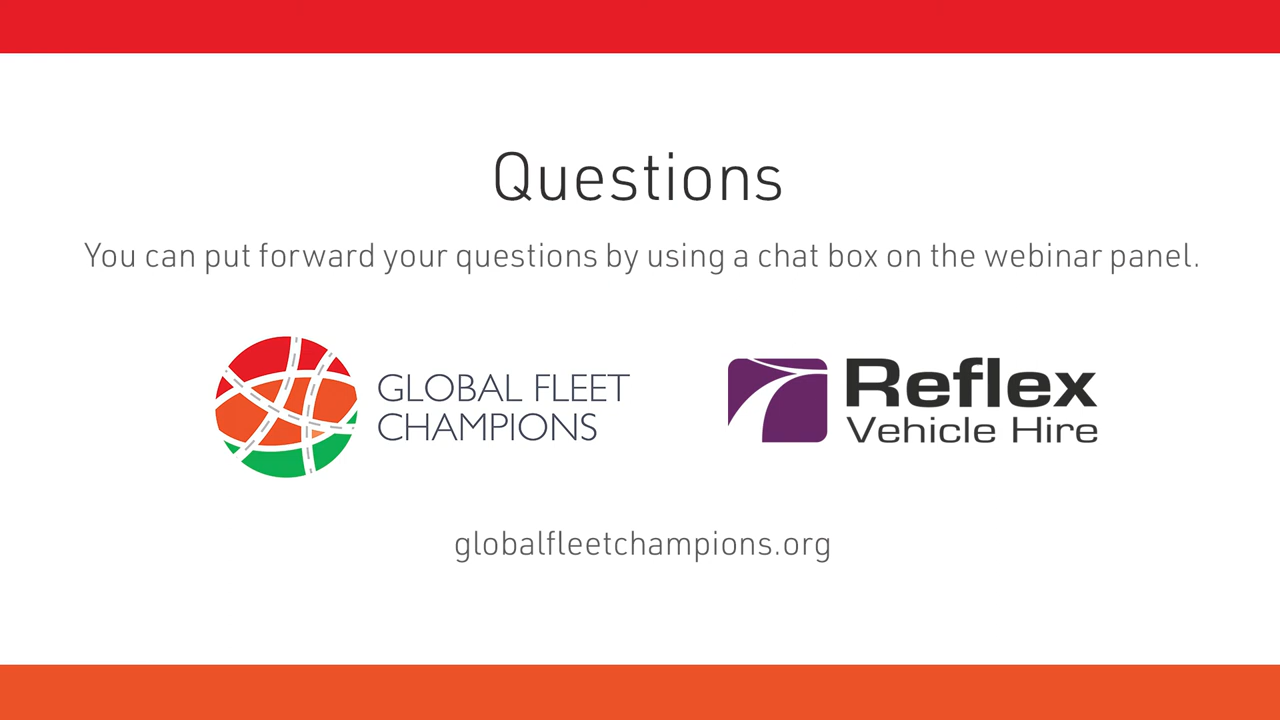 Questions
You can put forward your questions by using a chat box on the webinar panel.
GLOBAL FLEET
CHAMPIONS
Reflex
Vehicle Hire
globalfleetchampions.org